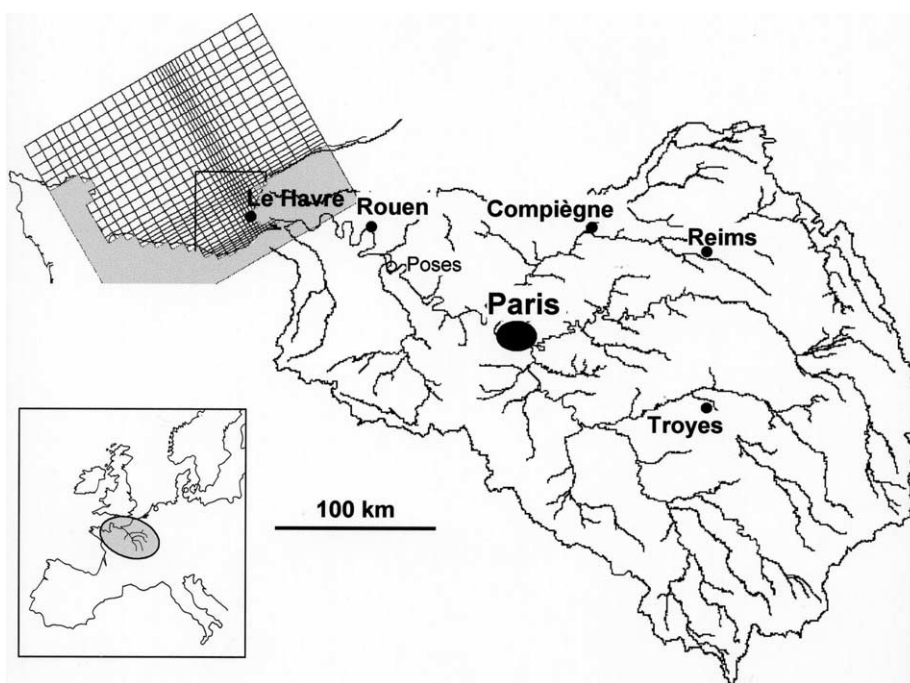 Le Havre
Rouen
Compiègne
Reims
Poses
Paris
Troyes
100 km